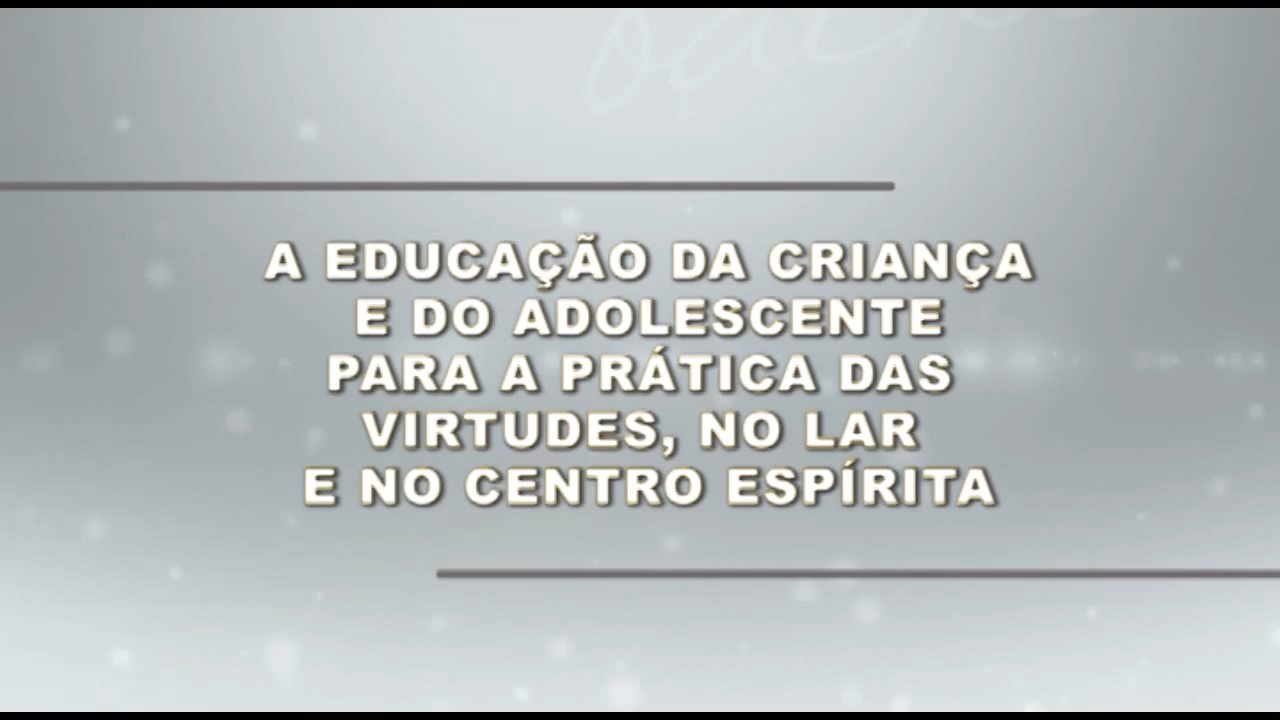 A EDUCAÇÃO DA CRIANÇA
E DO ADOLESCENTE
PARA A PRÁTICA DAS
VIRTUDES, NO LAR
E NO CENTRO ESPÍRITA